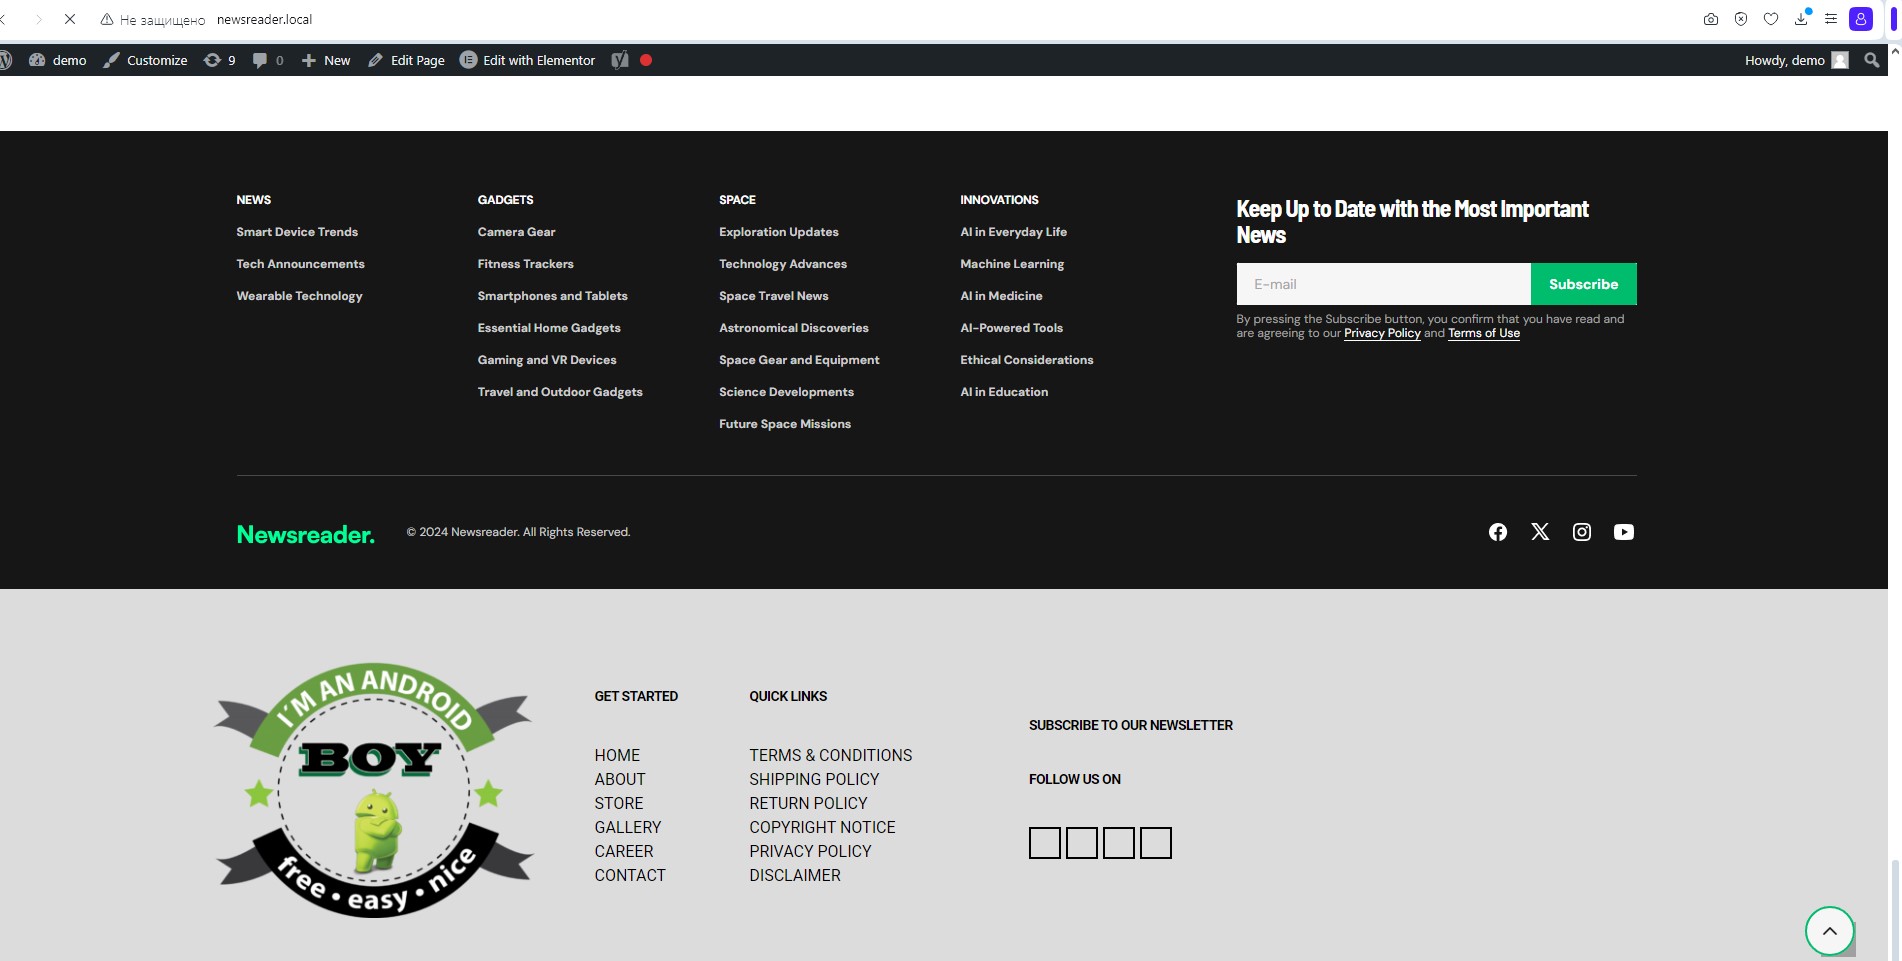 Не защищено newsreader.local
demo Customize 9 0 New Edit Page Edit with Elementor Howdy, demo
NEWS
Smart Device Trends
Tech Announcements
Wearable Technology
GADGETS
Camera Gear
Fitness Trackers
Smartphones and Tablets
Essential Home Gadgets
Gaming and VR Devices
Travel and Outdoor Gadgets
SPACE
Exploration Updates
Technology Advances
Space Travel News
Astronomical Discoveries
Space Gear and Equipment
Science Developments
Future Space Missions
INNOVATIONS
AI in Everyday Life
Machine Learning
AI in Medicine
AI-Powered Tools
Ethical Considerations
AI in Education
Keep Up to Date with the Most Important
News
E-mail Subscribe
By pressing the Subscribe button, you confirm that you have read and
are agreeing to our Privacy Policy and Terms of Use
Newsreader. © 2024 Newsreader. All Rights Reserved.
I'M AN ANDROID
BOY
free • easy • nice
GET STARTED
HOME
ABOUT
STORE
GALLERY
CAREER
CONTACT
QUICK LINKS
TERMS & CONDITIONS
SHIPPING POLICY
RETURN POLICY
COPYRIGHT NOTICE
PRIVACY POLICY
DISCLAIMER
SUBSCRIBE TO OUR NEWSLETTER
FOLLOW US ON